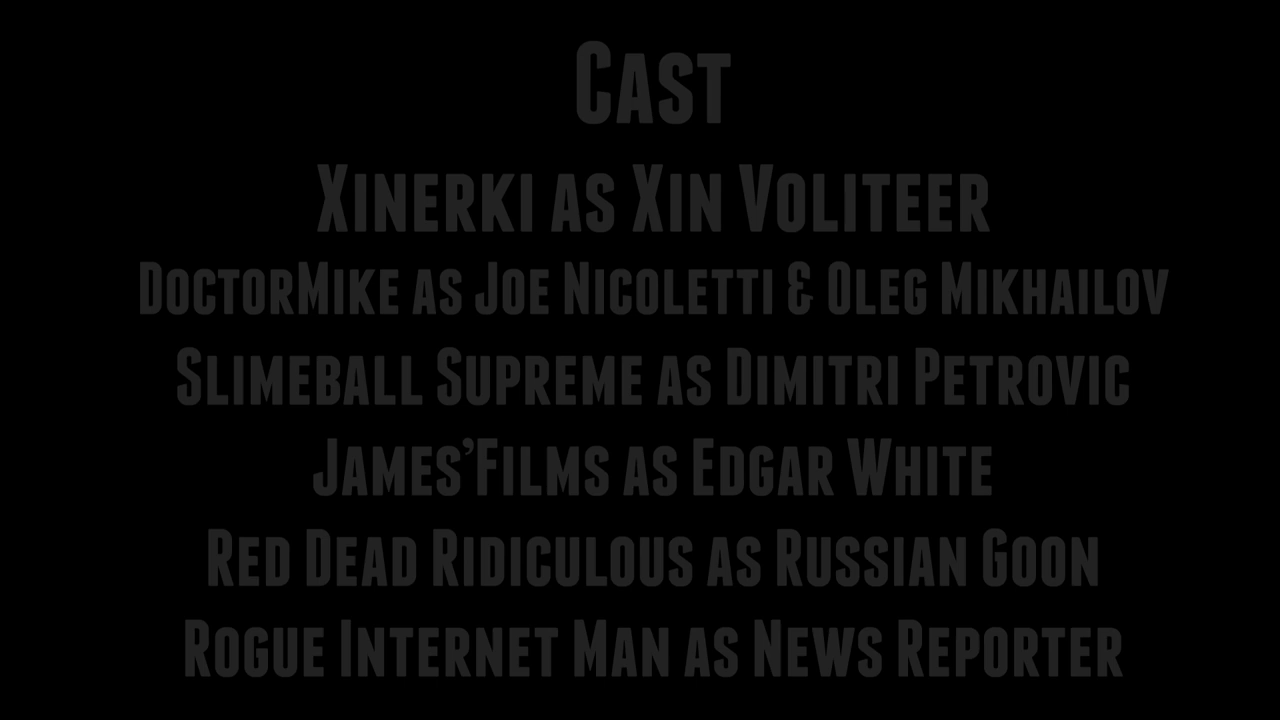 Cast
Xinerki as Xin Voliteer
DoctorMike as Joe Nicoletti & Oleg Mikhailov
Slimeball Supreme as Dimitri Petrovic
James'Films as Edgar White
Red Dead Ridiculous as Russian Goon
Rogue Internet Man as News Reporter